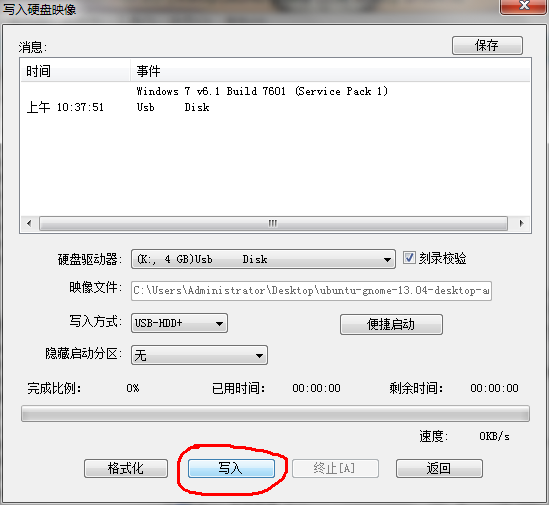 写入硬盘映像
消息:
保存
时间 事件
Windows 7 v6.1 Build 7601 (Service Pack 1)
上午 10:37:51 Usb Disk
硬盘驱动器: (K:, 4 GB)Usb Disk 刻录校验
映像文件: C:\Users\Administrator\Desktop\ubuntu-gnome-13.04-desktop-a
写入方式: USB-HDD+ 便捷启动
隐藏启动分区: 无
完成比例: 0% 已用时间: 00:00:00 剩余时间: 00:00:00
速度: 0KB/s
格式化 写入 终止[A] 返回